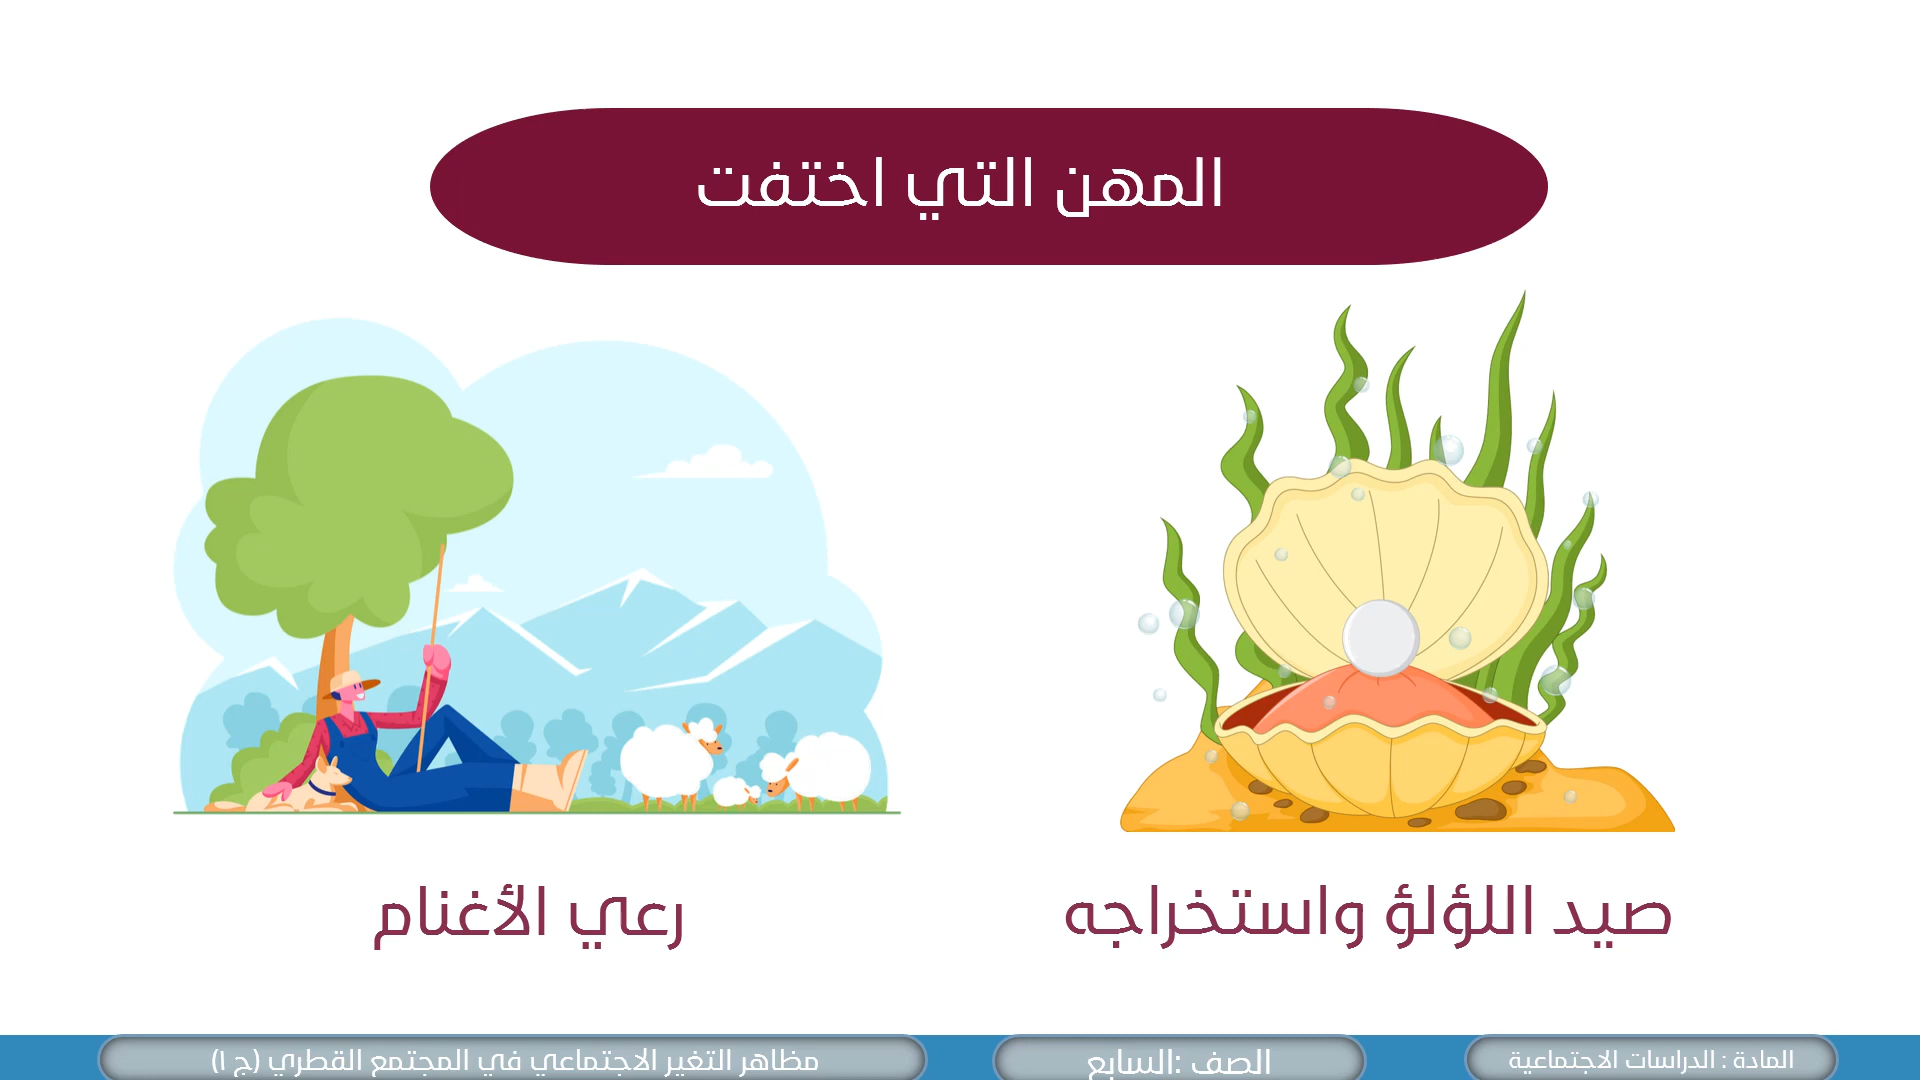 المهن التي اختفت
صيد اللؤلؤ واستخراجه
رعي الأغنام
المادة : الدراسات الاجتماعية
الصف :السابع
مظاهر التغير الاجتماعي في المجتمع القطري (ج ١)